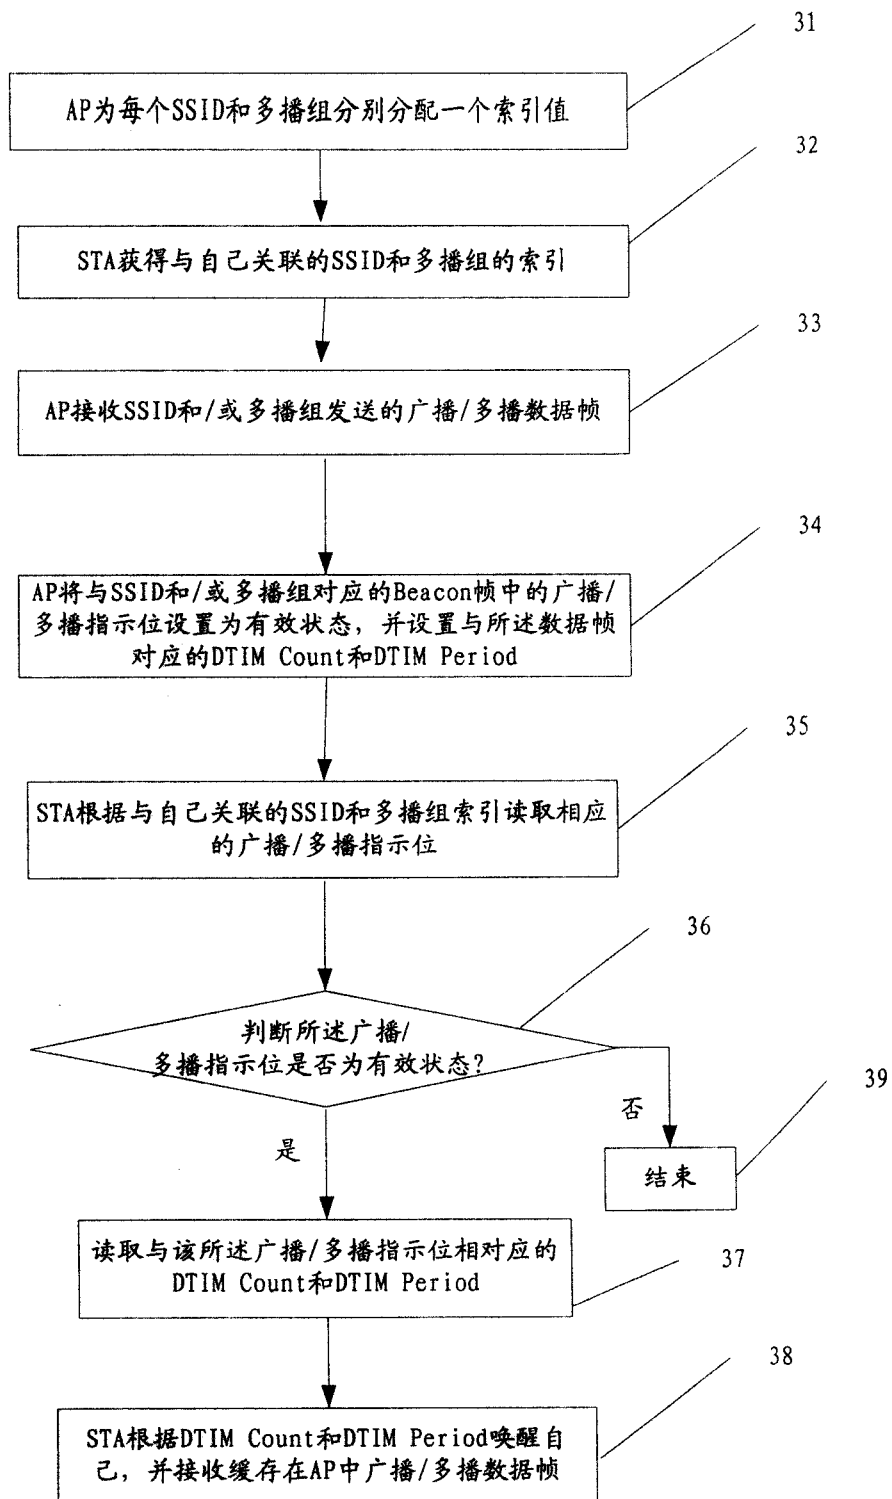 31
AP为每个SSID和多播组分别分配一个索引值
32
STA获得与自己关联的SSID和多播组的索引
33
AP接收SSID和/或多播组发送的广播/多播数据帧
34
AP将与SSID和/或多播组对应的Beacon帧中的广播/
多播指示位设置为有效状态，并设置与所述数据帧
对应的DTIM Count和DTIM Period
35
STA根据与自己关联的SSID和多播组索引读取相应
的广播/多播指示位
36
判断所述广播/
多播指示位是否为有效状态？
39
否
是
结束
读取与该所述广播/多播指示位相对应的
DTIM Count和DTIM Period
37
38
STA根据DTIM Count和DTIM Period唤醒自
己，并接收缓存在AP中广播/多播数据帧